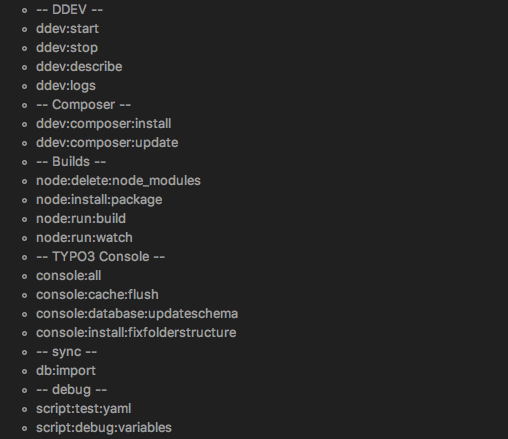 -- DDEV --
ddev:start
ddev:stop
ddev:describe
ddev:logs
-- Composer --
ddev:composer:install
ddev:composer:update
-- Builds --
node:delete:node_modules
node:install:package
node:run:build
node:run:watch
-- TYPO3 Console --
console:all
console:cache:flush
console:database:updateschema
console:install:fixfolderstructure
-- sync --
db:import
-- debug --
script:test:yaml
script:debug:variables